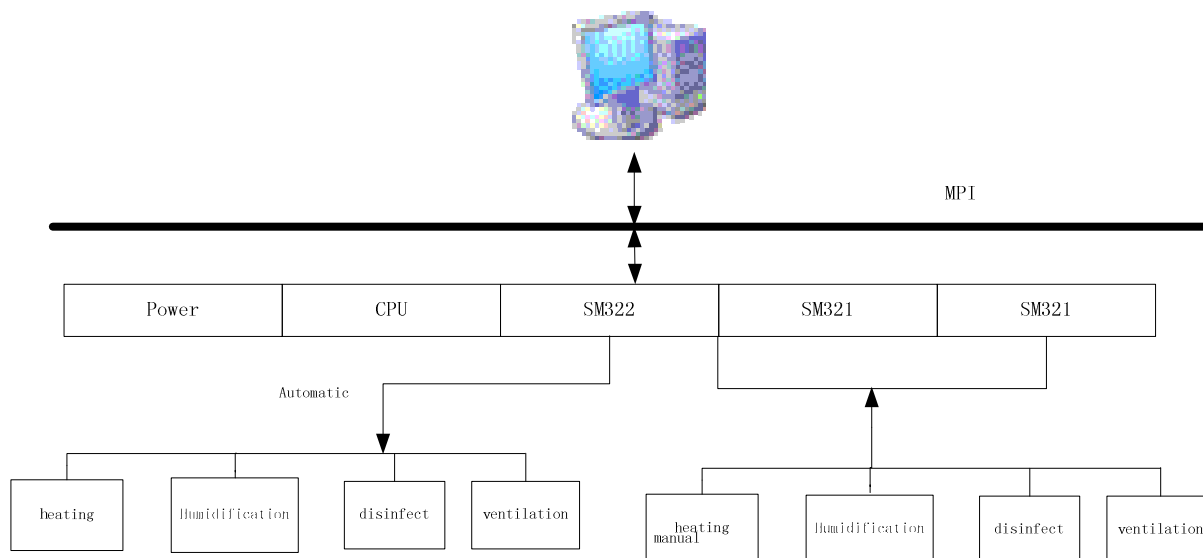 MPI
Power CPU SM322 SM321 SM321
Automatic
heating Humidification disinfect ventilation
heating Humidification disinfect ventilation
manual